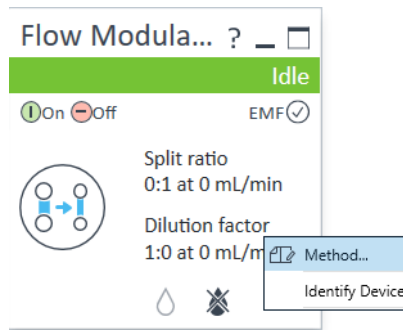 Flow Modula... ?
Idle
On Off EMF
Split ratio
0:1 at 0 mL/min
Dilution factor
1:0 at 0 mL/m
Method...
Identify Device